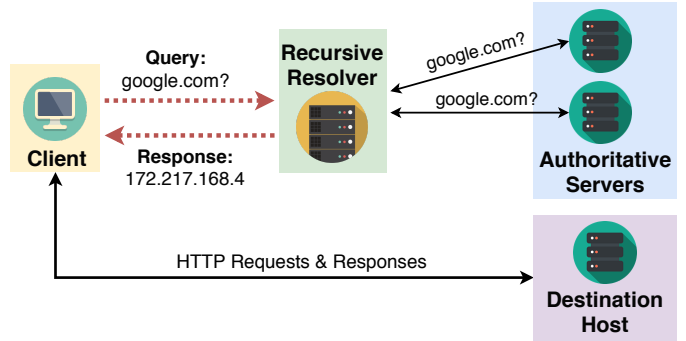 Query:
google.com?
Client
Response:
172.217.168.4
Recursive
Resolver
google.com?
google.com?
Authoritative
Servers
HTTP Requests & Responses
Destination
Host